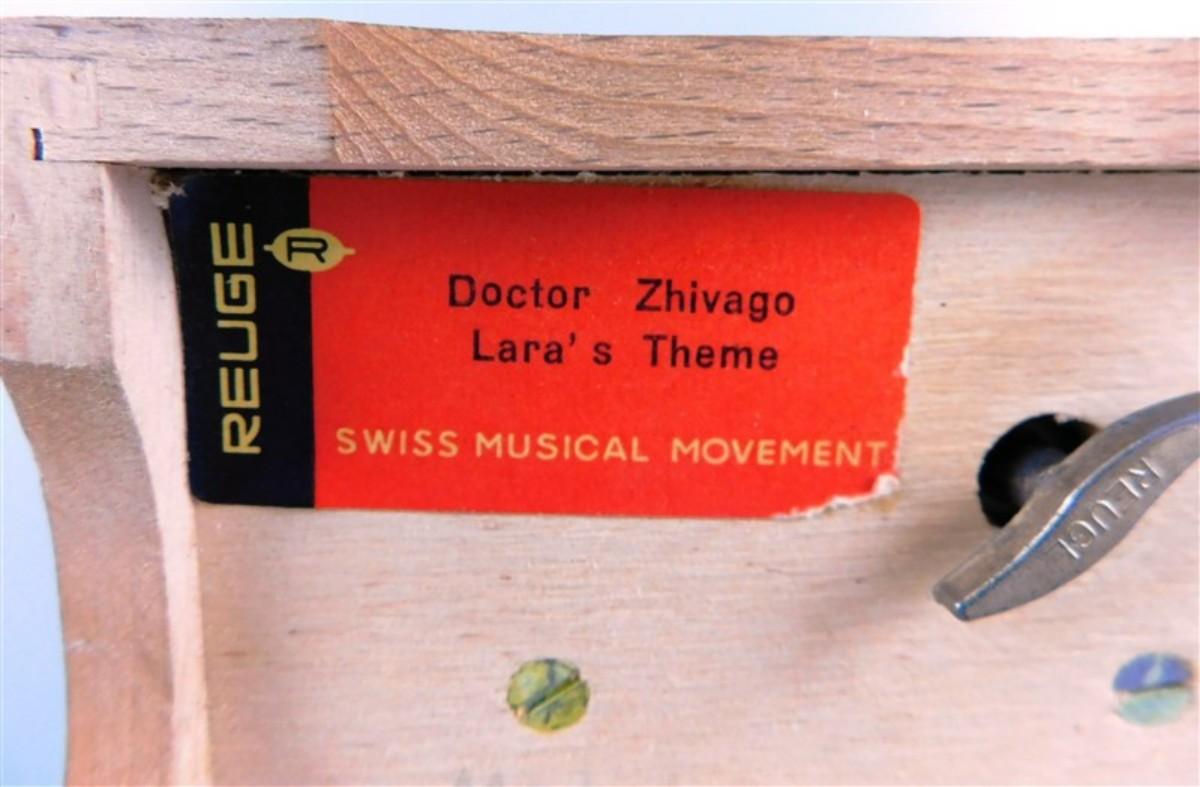 REUGE
R
Doctor Zhivago
Lara's Theme
SWISS MUSICAL MOVEMENT
REUGE